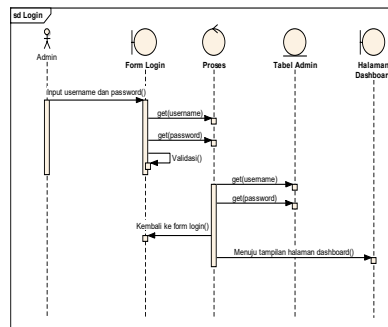 sd Login
Admin
Form Login
Proses
Tabel Admin
Halaman
Dashboard
Input username dan password()
get(username)
get(password)
Validasi()
get(username)
get(password)
Kembali ke form login()
Menuju tampilan halaman dashboard()